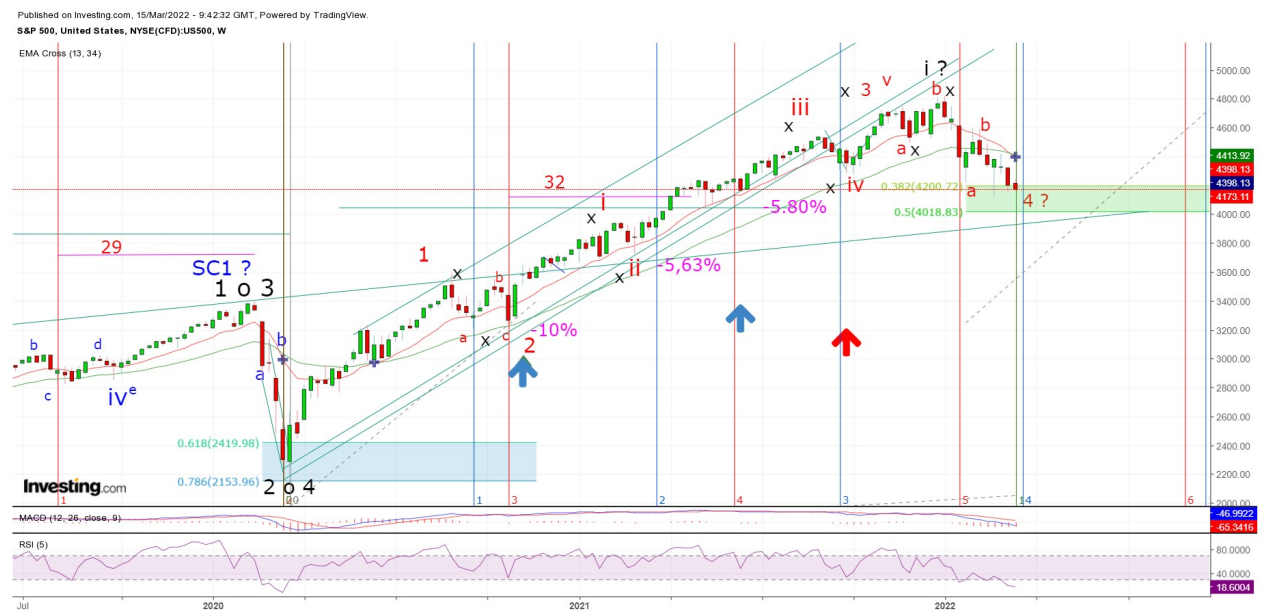 Published on Investing.com, 15/Mar/2022 - 9:42:32 GMT, Powered by TradingView.
S&P 500, United States, NYSE(CFD):US500, W
EMA Cross (13, 34)
i ?
5000.00
x
3
v
b
x
4800.00
iii
x
4600.00
b
a
x
4413.92
4398.13
4398.13
4173.11
32
x
iv
0.382(4200.72)
a
4 ?
i
x
-5.80%
0.5(4018.83)
4000.00
29
1
3800.00
SC1 ?
x
b
ii
x
-5,63%
3600.00
1 o 3
3400.00
a
x
c
-10%
2
3200.00
b
d
b
3000.00
c
iv
e
a
2800.00
2600.00
0.618(2419.98)
2400.00
2200.00
0.786(2153.96)
2 o 4
Investing.com
1
1
3
2
4
3
5
14
6
2000.00
MACD (12, 26, close, 9)
-46.9922
-65.3416
RSI (5)
80.0000
40.0000
18.6004
Jul
2020
2021
2022